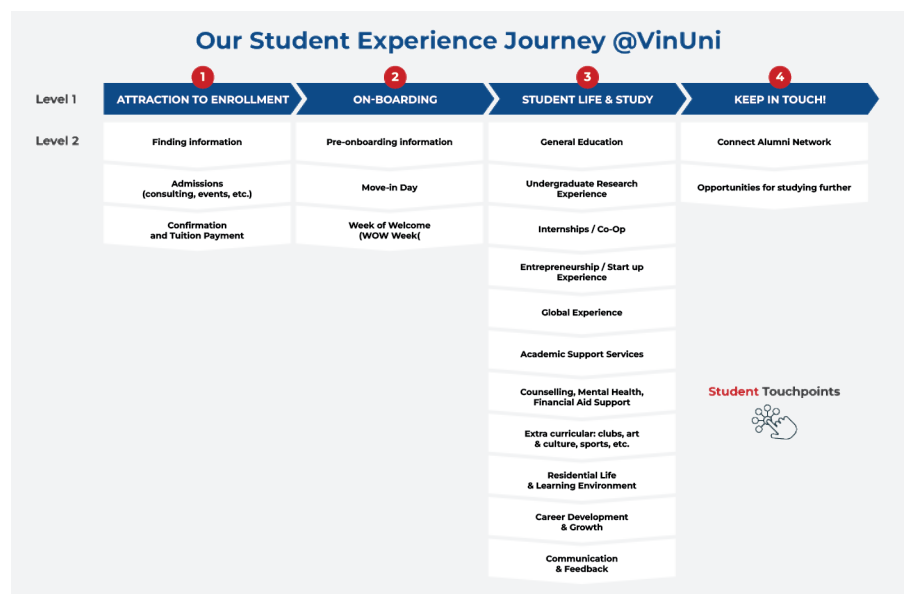 Our Student Experience Journey @VinUni
1
2
3
4
Level 1
ATTRACTION TO ENROLLMENT
ON-BOARDING
STUDENT LIFE & STUDY
KEEP IN TOUCH!
Level 2
Finding information
Admissions
(consulting, events, etc.)
Confirmation
and Tuition Payment
Pre-onboarding information
Move-in Day
Week of Welcome
(WOW Week(
General Education
Undergraduate Research
Experience
Internships / Co-Op
Entrepreneurship / Start up
Experience
Global Experience
Academic Support Services
Counselling, Mental Health,
Financial Aid Support
Extra curricular: clubs, art
& culture, sports, etc.
Residential Life
& Learning Environment
Career Development
& Growth
Communication
& Feedback
Connect Alumni Network
Opportunities for studying further
Student Touchpoints